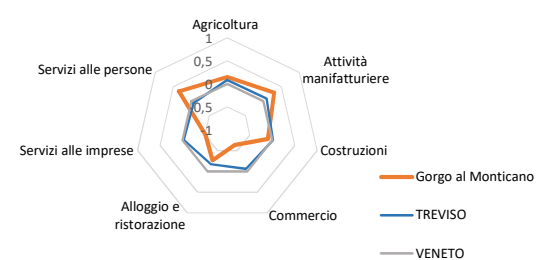 Agricoltura
1
0,5
0
0,5
-1
Attività
manifatturiere
Costruzioni
Commercio
Alloggio e
ristorazione
Servizi alle imprese
Servizi alle persone
Gorgo al Monticano
TREVISO
VENETO